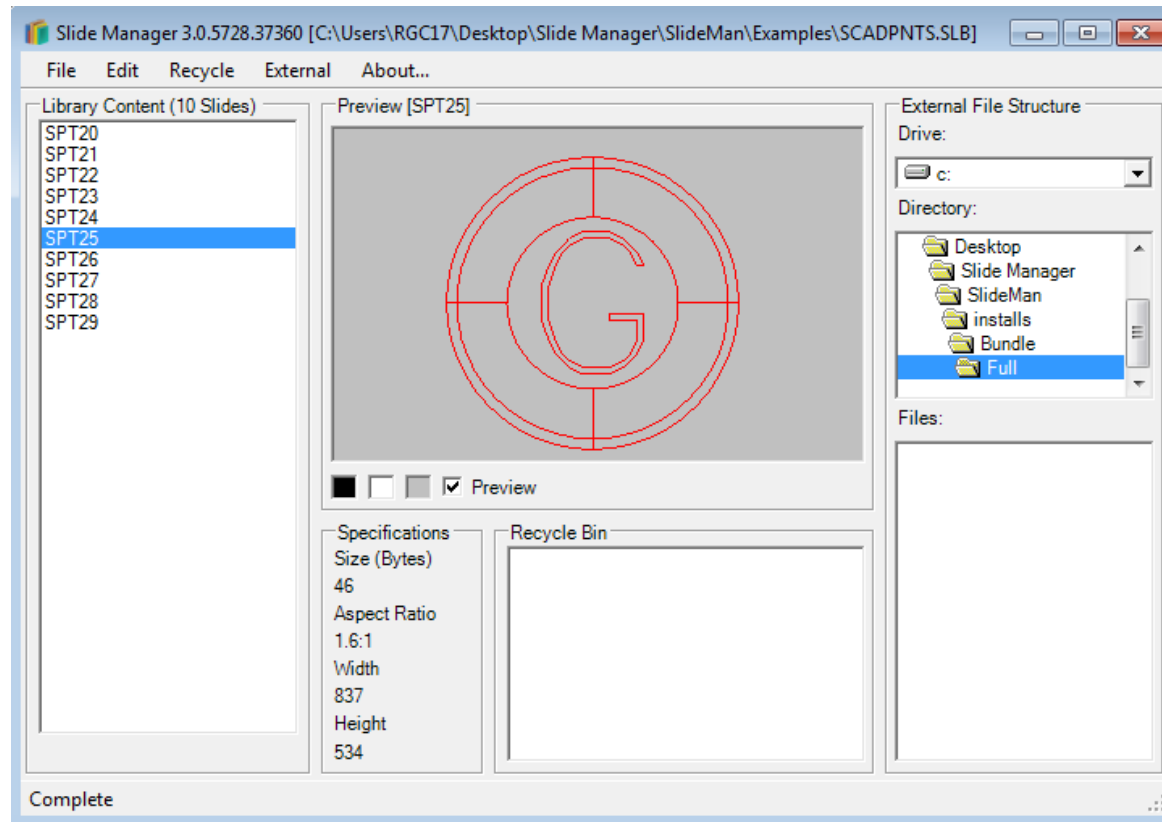 Slide Manager 3.0.5728.37360 [C:\Users\RGC17\Desktop\Slide Manager\SlideMan\Examples\SCADPNTS.SLB]
File Edit Recycle External About...
Library Content (10 Slides)
SPT20
SPT21
SPT22
SPT23
SPT24
SPT25
SPT26
SPT27
SPT28
SPT29
Preview [SPT25]
G
Preview
Specifications
Size (Bytes)
46
Aspect Ratio
1.6:1
Width
837
Height
534
Recycle Bin
External File Structure
Drive:
c:
Directory:
Desktop
Slide Manager
SlideMan
installs
Bundle
Full
Files:
Complete